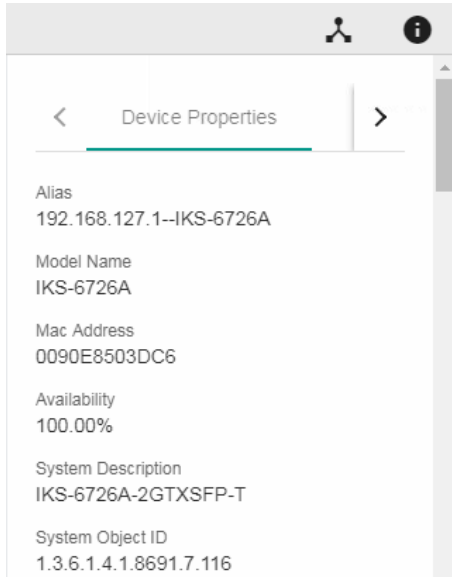 Device Properties
Alias
192.168.127.1--IKS-6726A
Model Name
IKS-6726A
Mac Address
0090E8503DC6
Availability
100.00%
System Description
IKS-6726A-2GTXSFP-T
System Object ID
1.3.6.1.4.1.8691.7.116